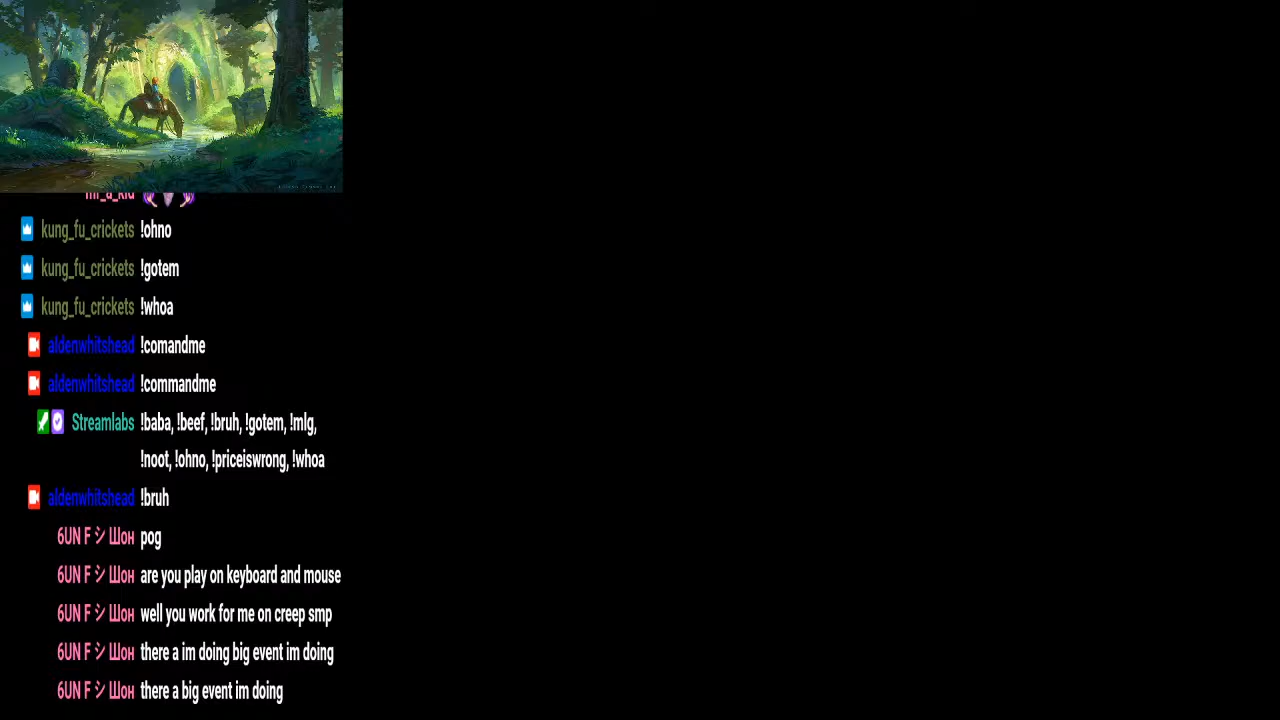 mr_a_kid
kung_fu_crickets !ohno
kung_fu_crickets !gotem
kung_fu_crickets !whoa
aldenwhitshead !comandme
aldenwhitshead !commandme
Streamlabs !baba, !beef, !bruh, !gotem, !mlg,
!noot, !ohno, !priceiswrong, !whoa
aldenwhitshead !bruh
6UN F シ Шон pog
6UN F シ Шон are you play on keyboard and mouse
6UN F シ Шон well you work for me on creep smp
6UN F シ Шон there a im doing big event im doing
6UN F シ Шон there a big event im doing